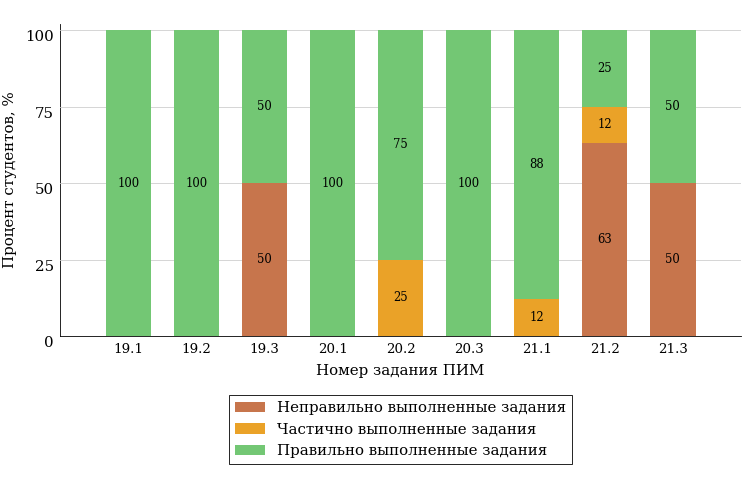 Процент студентов, %
100
75
50
25
0
25
50 12 50
75
100 100 100 100 88
63
50 50
25
12
19.1 19.2 19.3 20.1 20.2 20.3 21.1 21.2 21.3
Номер задания ПИМ
Неправильно выполненные задания
Частично выполненные задания
Правильно выполненные задания